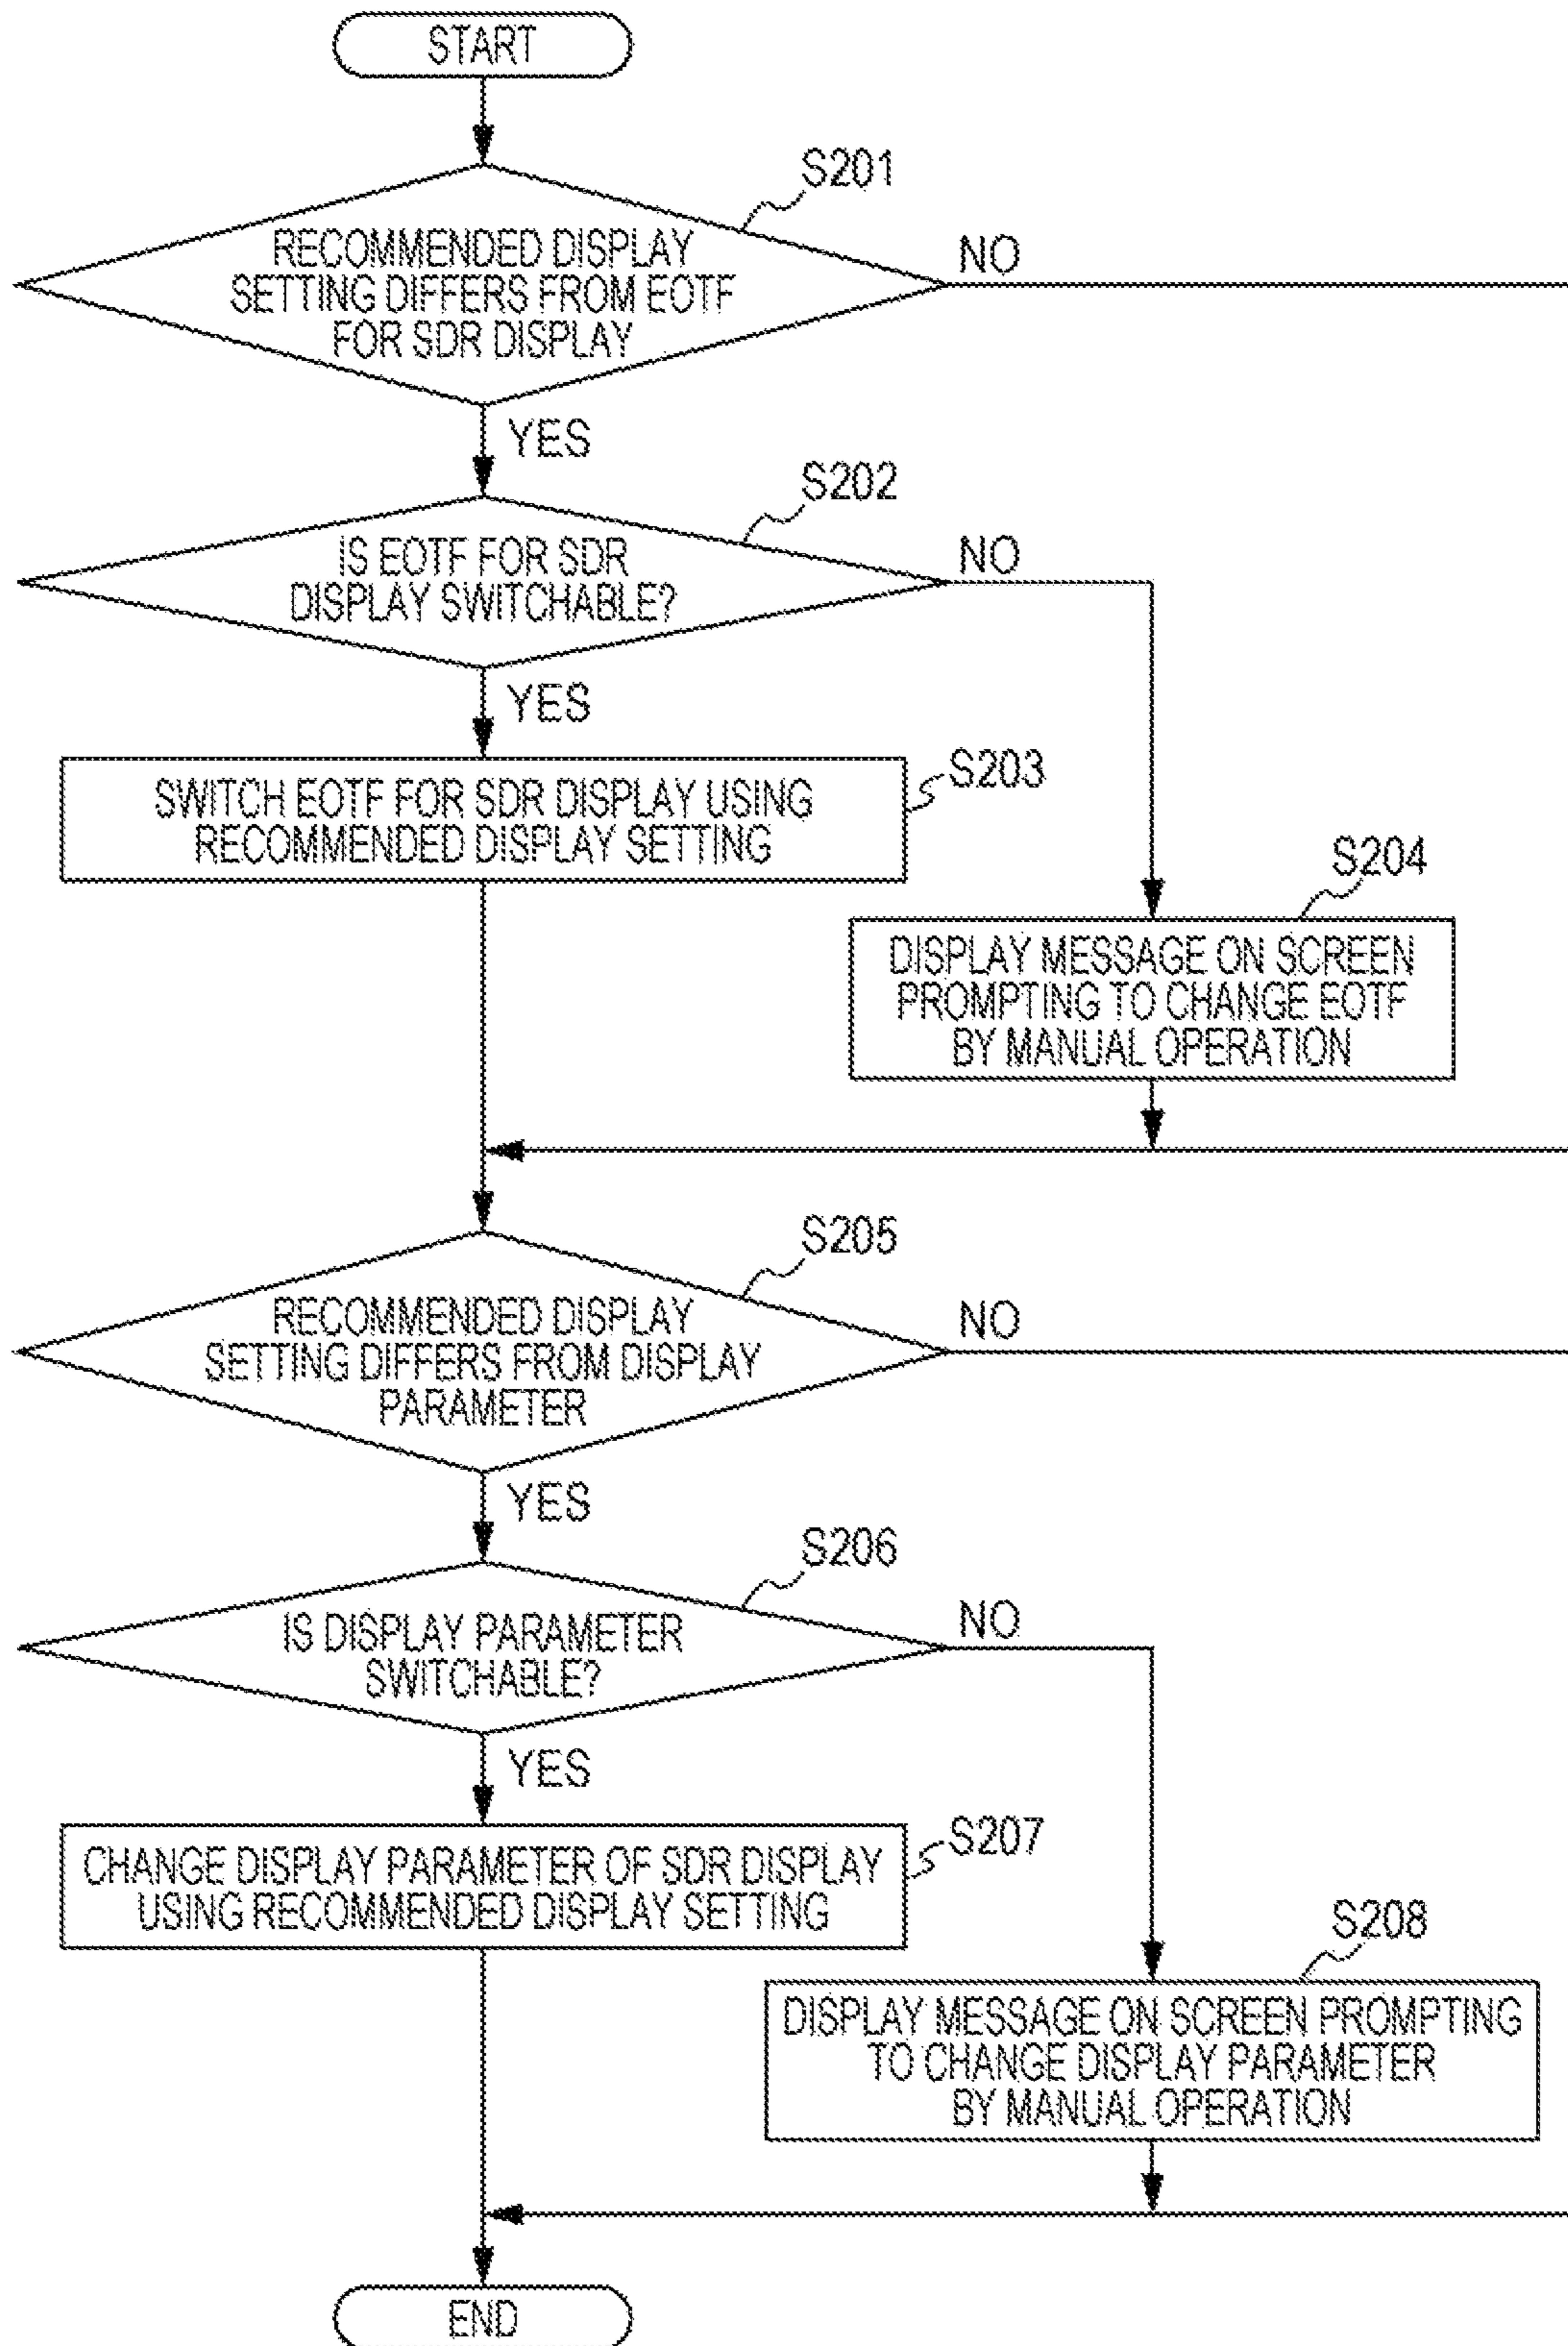 START
S201
RECOMMENDED DISPLAY
SETTING DIFFERS FROM EOTF
FOR SDR DISPLAY
NO
YES
S202
IS EOTF FOR SDR
DISPLAY SWITCHABLE?
NO
YES
S203
SWITCH EOTF FOR SDR DISPLAY USING
RECOMMENDED DISPLAY SETTING
S204
DISPLAY MESSAGE ON SCREEN
PROMPTING TO CHANGE EOTF
BY MANUAL OPERATION
S205
RECOMMENDED DISPLAY
SETTING DIFFERS FROM DISPLAY
PARAMETER
NO
YES
S206
IS DISPLAY PARAMETER
SWITCHABLE?
NO
YES
S207
CHANGE DISPLAY PARAMETER OF SDR DISPLAY
USING RECOMMENDED DISPLAY SETTING
S208
DISPLAY MESSAGE ON SCREEN PROMPTING
TO CHANGE DISPLAY PARAMETER
BY MANUAL OPERATION
END